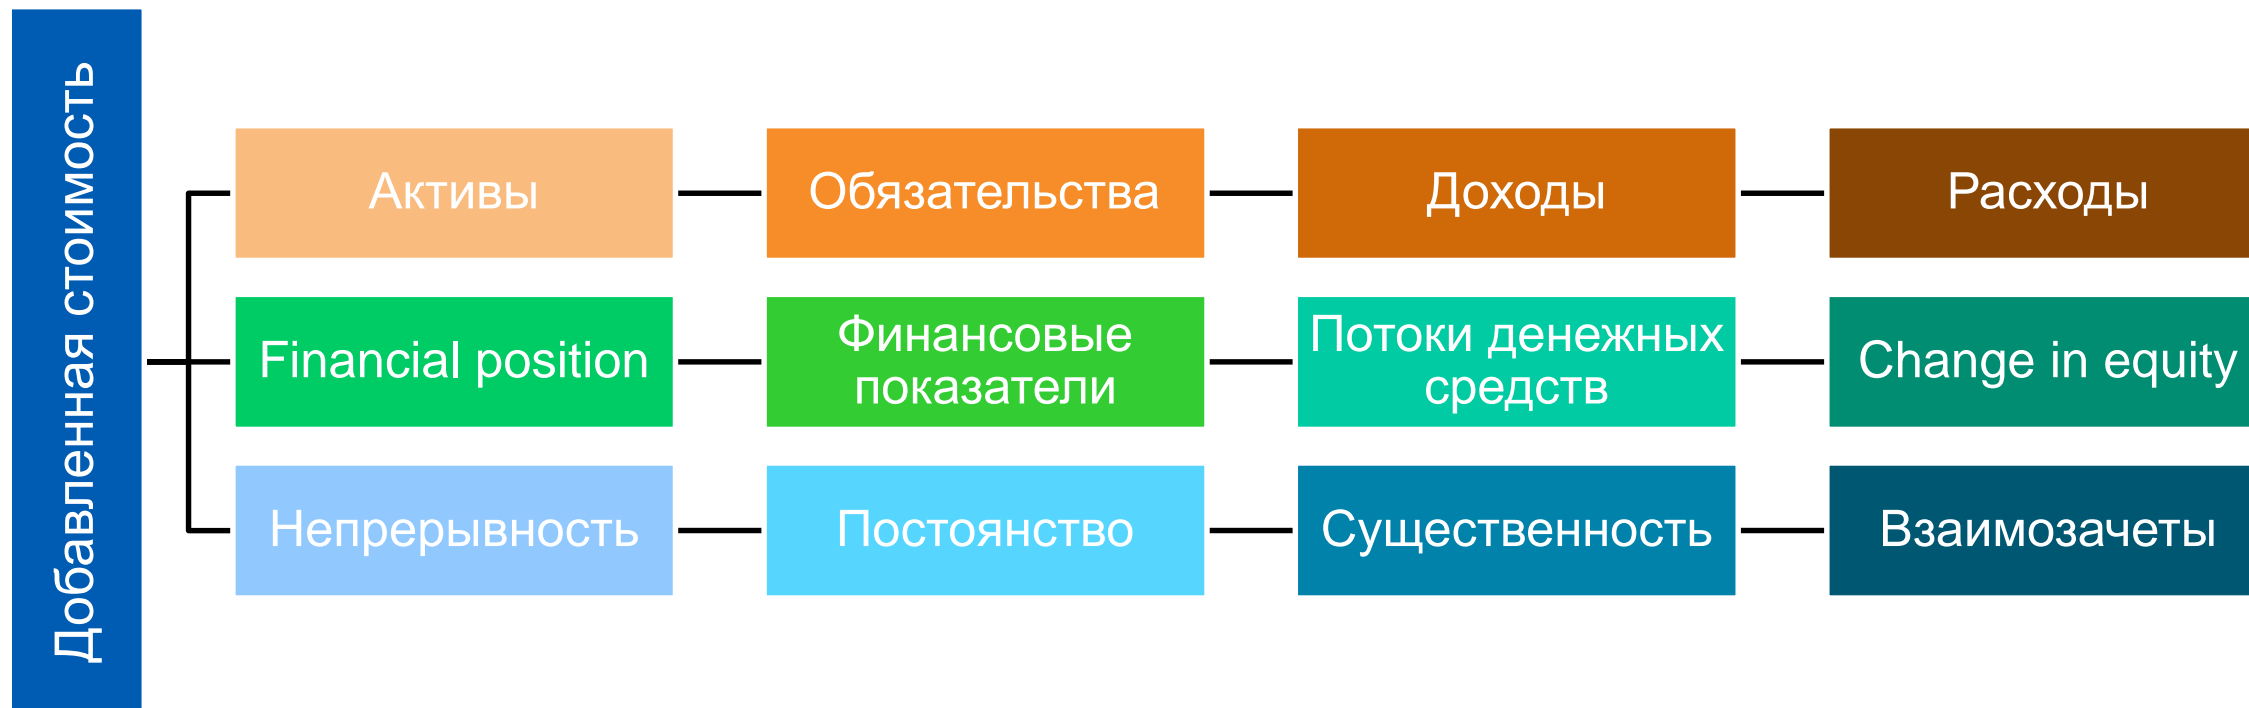 Добавленная стоимость
Активы
Обязательства
Доходы
Расходы
Financial position
Финансовые
показатели
Потоки денежных
средств
Change in equity
Непрерывность
Постоянство
Существенность
Взаимозачеты